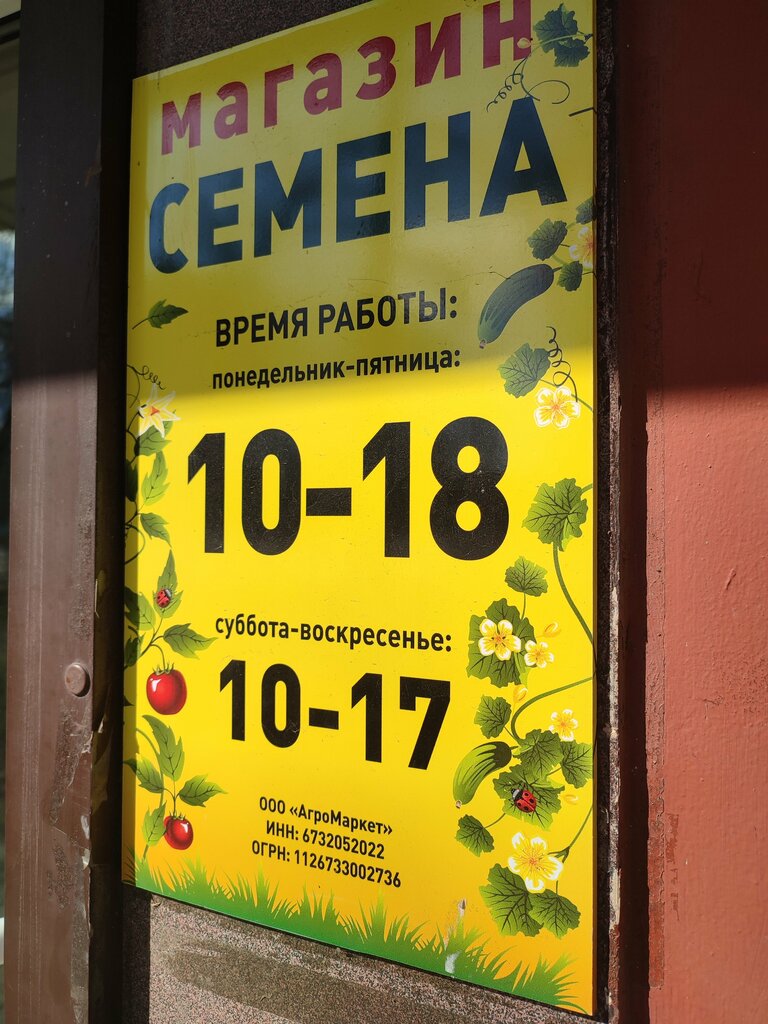 магазин
СЕМЕНА
ВРЕМЯ РАБОТЫ:
понедельник-пятница:
10-18
суббота-воскресенье:
10-17
ООО «АгроМаркет»
ИНН: 6732052022
ОГРН: 1126733002736